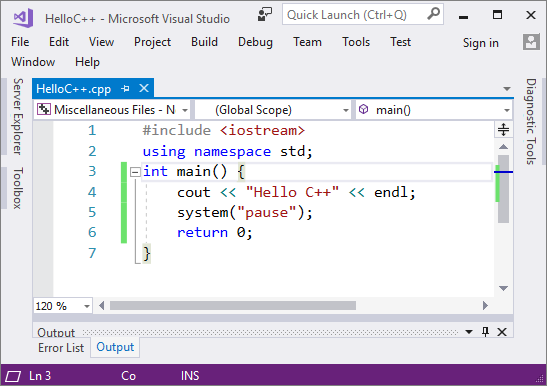 HelloC++ - Microsoft Visual Studio
Quick Launch (Ctrl+Q)
File Edit View Project Build Debug Team Tools Test Sign in
Window Help
Server Explorer
Toolbox
HelloC++.cpp
Miscellaneous Files - N (Global Scope) main()
1 #include <iostream>
2 using namespace std;
3 int main() {
4 cout << "Hello C++" << endl;
5 system("pause");
6 return 0;
7 }
Diagnostic Tools
120 %
Output
Error List Output
Ln 3 Co INS